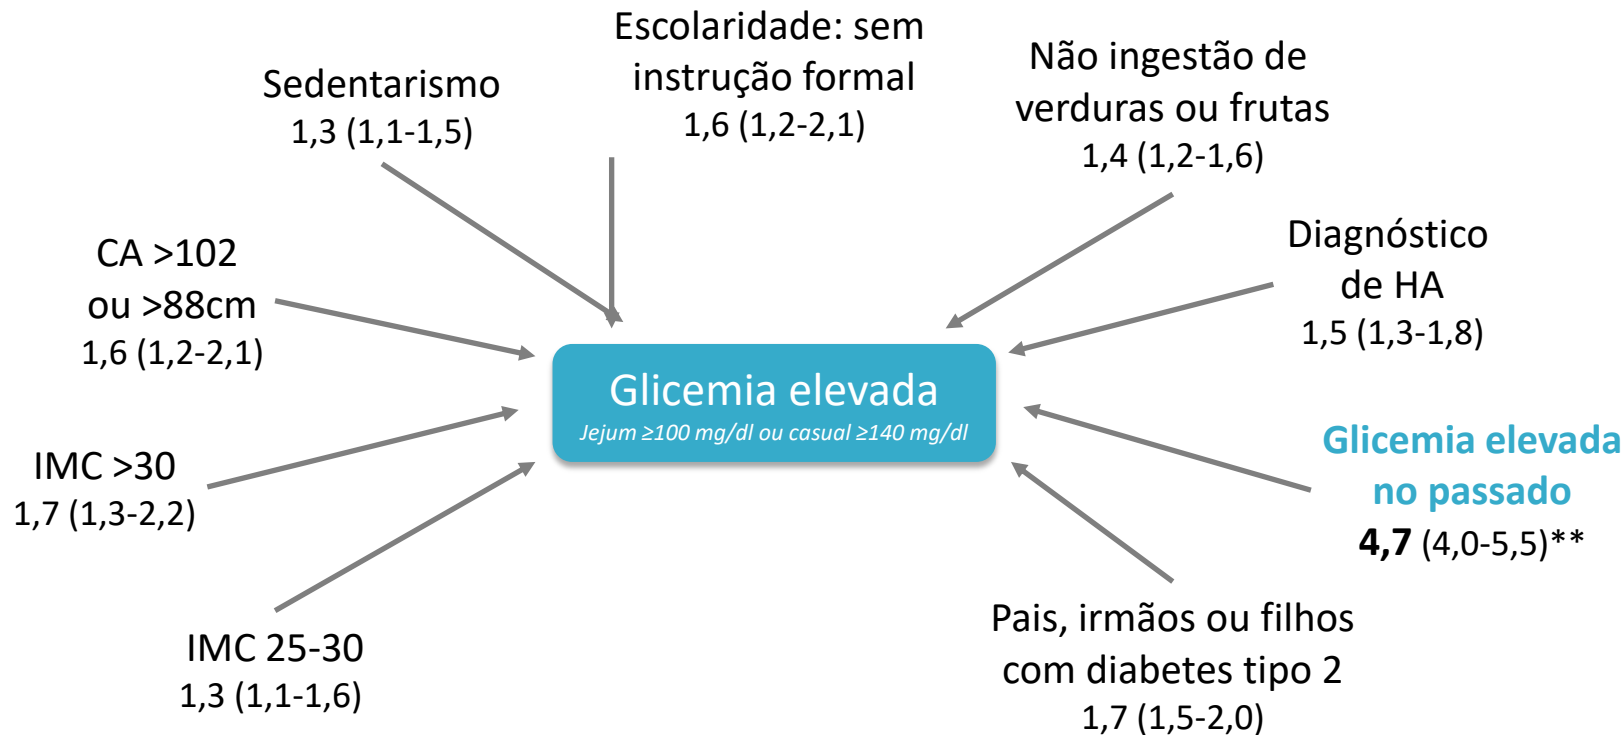 Escolaridade: sem
instrução formal
1,6 (1,2-2,1)
Sedentarismo
1,3 (1,1-1,5)
Não ingestão de
verduras ou frutas
1,4 (1,2-1,6)
CA >102
ou >88cm
1,6 (1,2-2,1)
Diagnóstico
de HA
1,5 (1,3-1,8)
Glicemia elevada
Jejum ≥100 mg/dl ou casual ≥140 mg/dl
IMC >30
1,7 (1,3-2,2)
Glicemia elevada
no passado
4,7 (4,0-5,5)**
IMC 25-30
1,3 (1,1-1,6)
Pais, irmãos ou filhos
com diabetes tipo 2
1,7 (1,5-2,0)